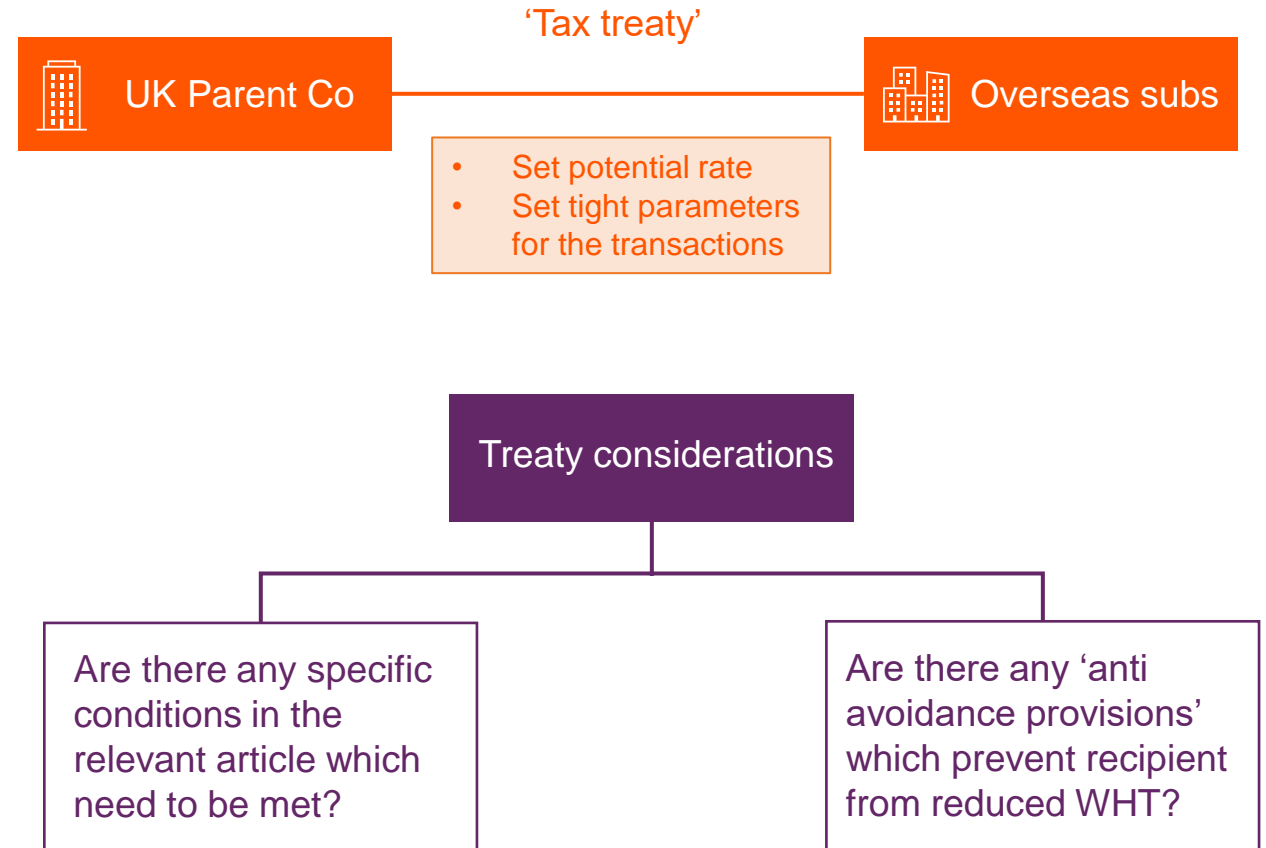 ‘Tax treaty’
UK Parent Co
Overseas subs
• Set potential rate
• Set tight parameters
for the transactions
Treaty considerations
Are there any specific
conditions in the
relevant article which
need to be met?
Are there any ‘anti
avoidance provisions’
which prevent recipient
from reduced WHT?